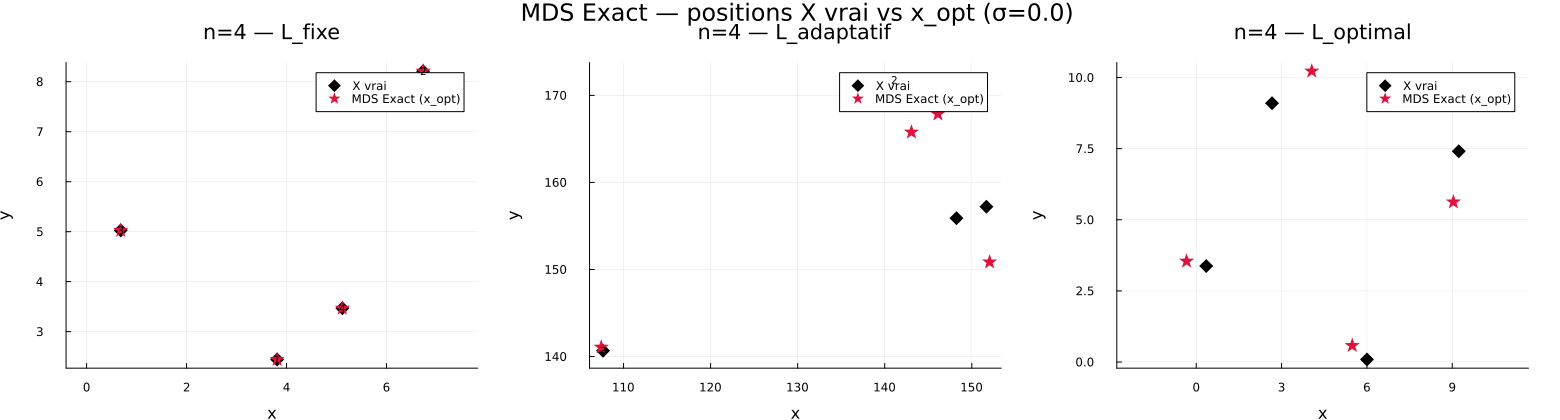 MDS Exact — positions X vrai vs x_opt (σ=0.0)
n=4 — L_fixe
8
7
6
5
4
3
0
2
4
6
x
y
X vrai
MDS Exact (x_opt)
n=4 — L_adaptatif
170
160
150
140
110
120
130
140
150
x
y
2
X vrai
MDS Exact (x_opt)
n=4 — L_optimal
10.0
7.5
5.0
2.5
0.0
0
3
6
9
x
y
X vrai
MDS Exact (x_opt)